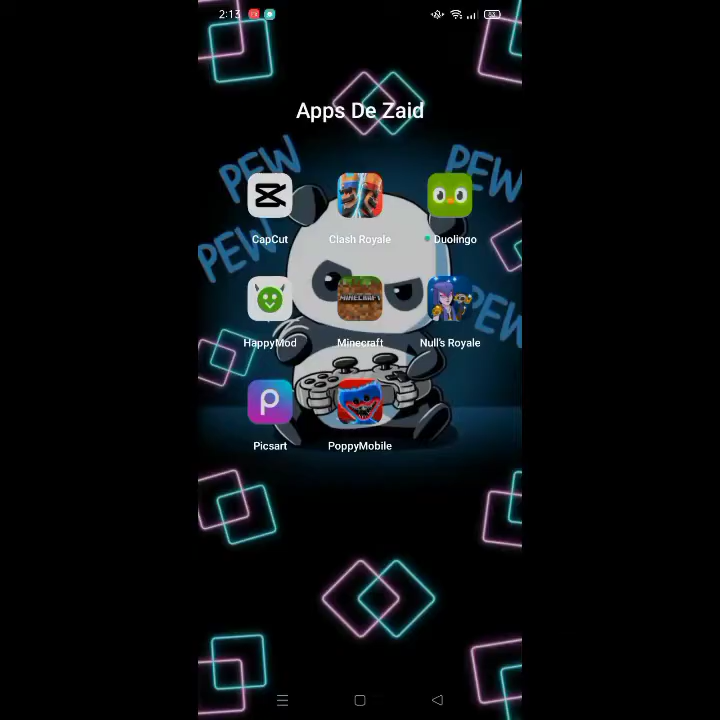 2:13
83
Apps De Zaid
PEW
PEW
PEW
PEW
CapCut
Clash Royale
Duolingo
MINECRAFT
HappyMod
Minecraft
Null's Royale
Picsart
PoppyMobile